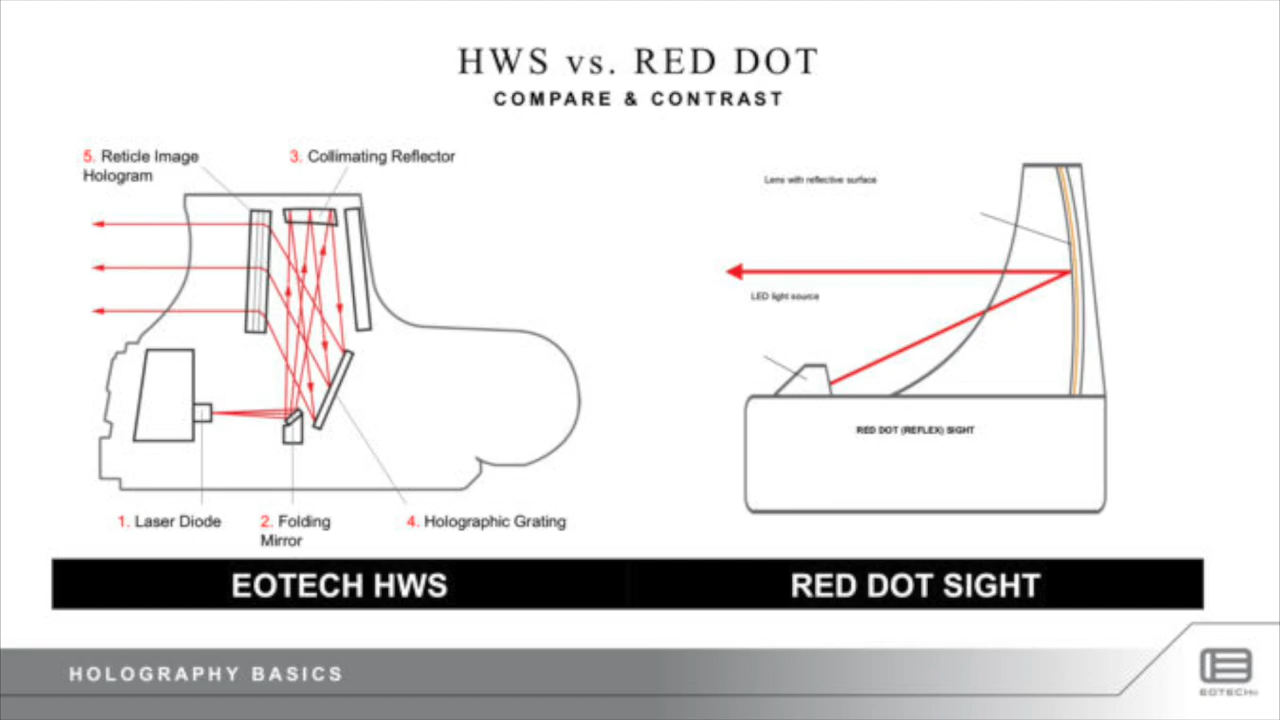 HWS vs. RED DOT
COMPARE & CONTRAST
5. Reticle Image
Hologram
3. Collimating Reflector
1. Laser Diode
2. Folding
Mirror
4. Holographic Grating
Lens with reflective surface
LED light source
RED DOT (REFLEX) SIGHT
EOTECH HWS
RED DOT SIGHT
HOLOGRAPHY BASICS
EOTECH